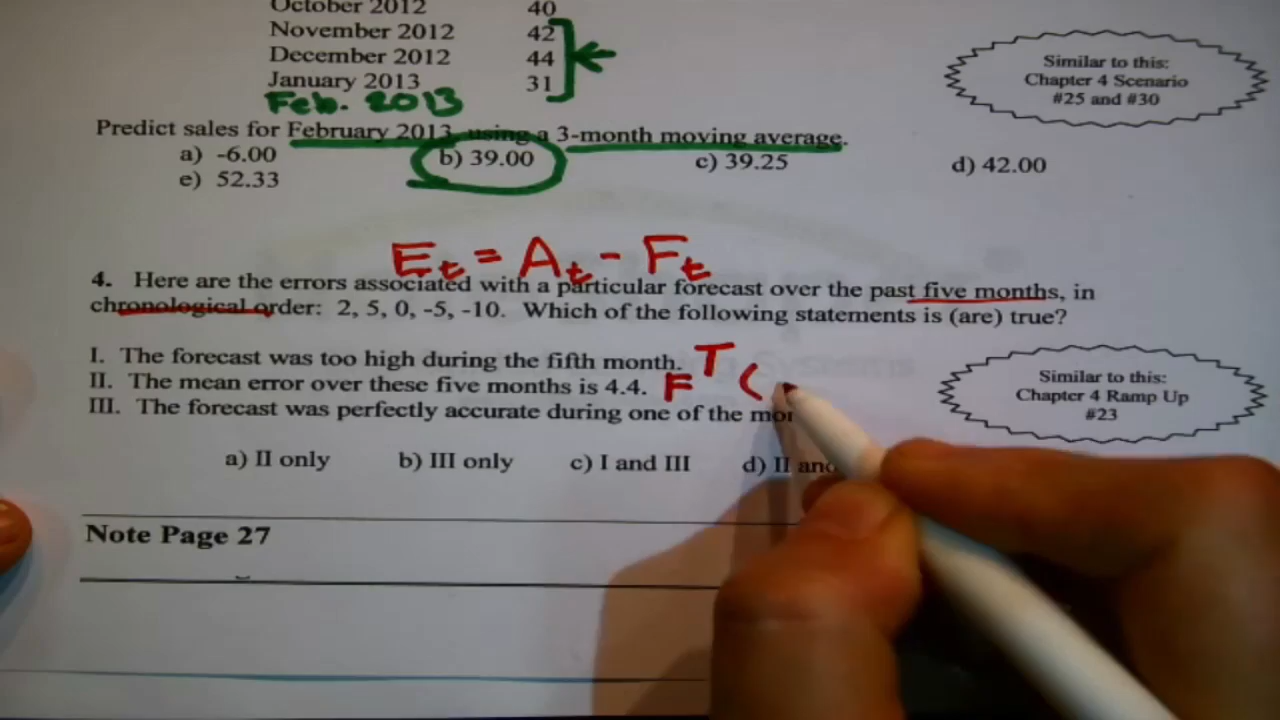 October 2012 40
November 2012 42
December 2012 44
January 2013 31
Feb. 2013
Similar to this:
Chapter 4 Scenario
#25 and #30
Predict sales for February 2013, using a 3-month moving average.
a) -6.00 b) 39.00 c) 39.25 d) 42.00
e) 52.33
Et = At - Ft
4. Here are the errors associated with a particular forecast over the past five months, in
chronological order: 2, 5, 0, -5, -10. Which of the following statements is (are) true?
I. The forecast was too high during the fifth month. T
II. The mean error over these five months is 4.4. F (
III. The forecast was perfectly accurate during one of the
Similar to this:
Chapter 4 Ramp Up
#23
a) II only b) III only c) I and III d) II and
Note Page 27